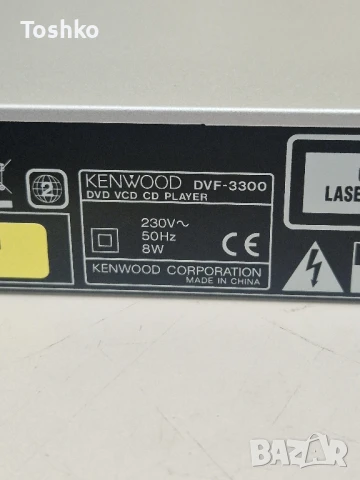 Toshko
2
KENWOOD DVF-3300
DVD VCD CD PLAYER
230V~
50Hz
8W
CE
KENWOOD CORPORATION
MADE IN CHINA
LASE
BAZAR
bg